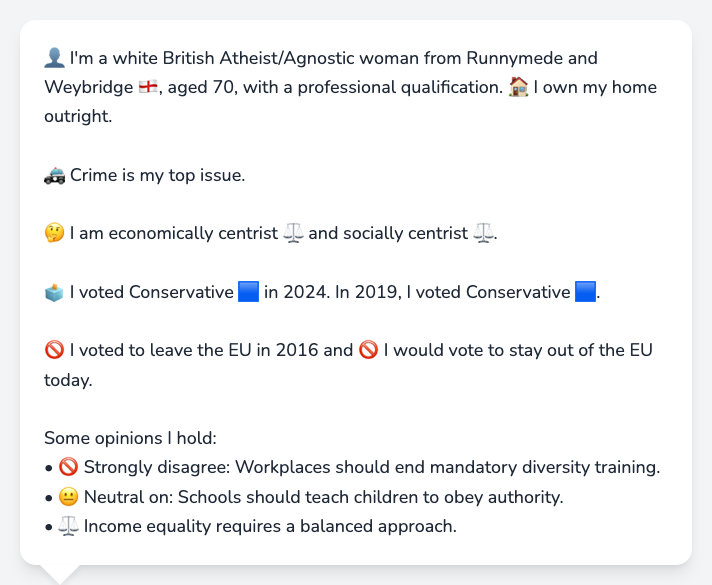 👤 I'm a white British Atheist/Agnostic woman from Runnymede and
Weybridge 🏴󠁧󠁢󠁥󠁮󠁧󠁿, aged 70, with a professional qualification. 🏠 I own my home
outright.
🚓 Crime is my top issue.
🤔 I am economically centrist ⚖️ and socially centrist ⚖️.
🗳️ I voted Conservative 🟦 in 2024. In 2019, I voted Conservative 🟦.
🚫 I voted to leave the EU in 2016 and 🚫 I would vote to stay out of the EU
today.
Some opinions I hold:
• 🚫 Strongly disagree: Workplaces should end mandatory diversity training.
• 😐 Neutral on: Schools should teach children to obey authority.
• ⚖️ Income equality requires a balanced approach.